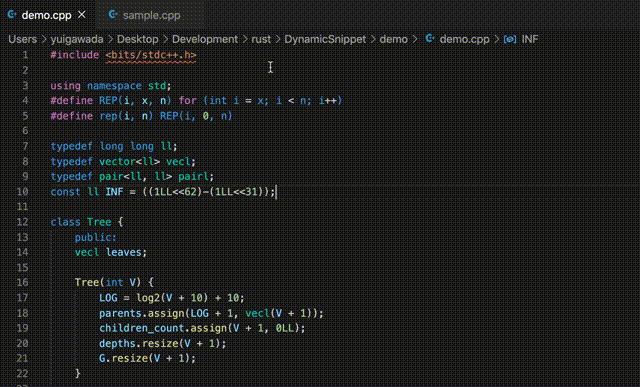 demo.cpp × sample.cpp
Users > yuigawada > Desktop > Development > rust > DynamicSnippet > demo > demo.cpp > INF
1 #include <bits/stdc++.h>
2
3 using namespace std;
4 #define REP(i, x, n) for (int i = x; i < n; i++)
5 #define rep(i, n) REP(i, 0, n)
6
7 typedef long long ll;
8 typedef vector<ll> vecl;
9 typedef pair<ll, ll> pairl;
10 const ll INF = ((1LL<<62)-(1LL<<31));
11
12 class Tree {
13 public:
14 vecl leaves;
15
16 Tree(int V) {
17 LOG = log2(V + 10) + 10;
18 parents.assign(LOG + 1, vecl(V + 1));
19 children_count.assign(V + 1, 0LL);
20 depths.resize(V + 1);
21 G.resize(V + 1);
22 }